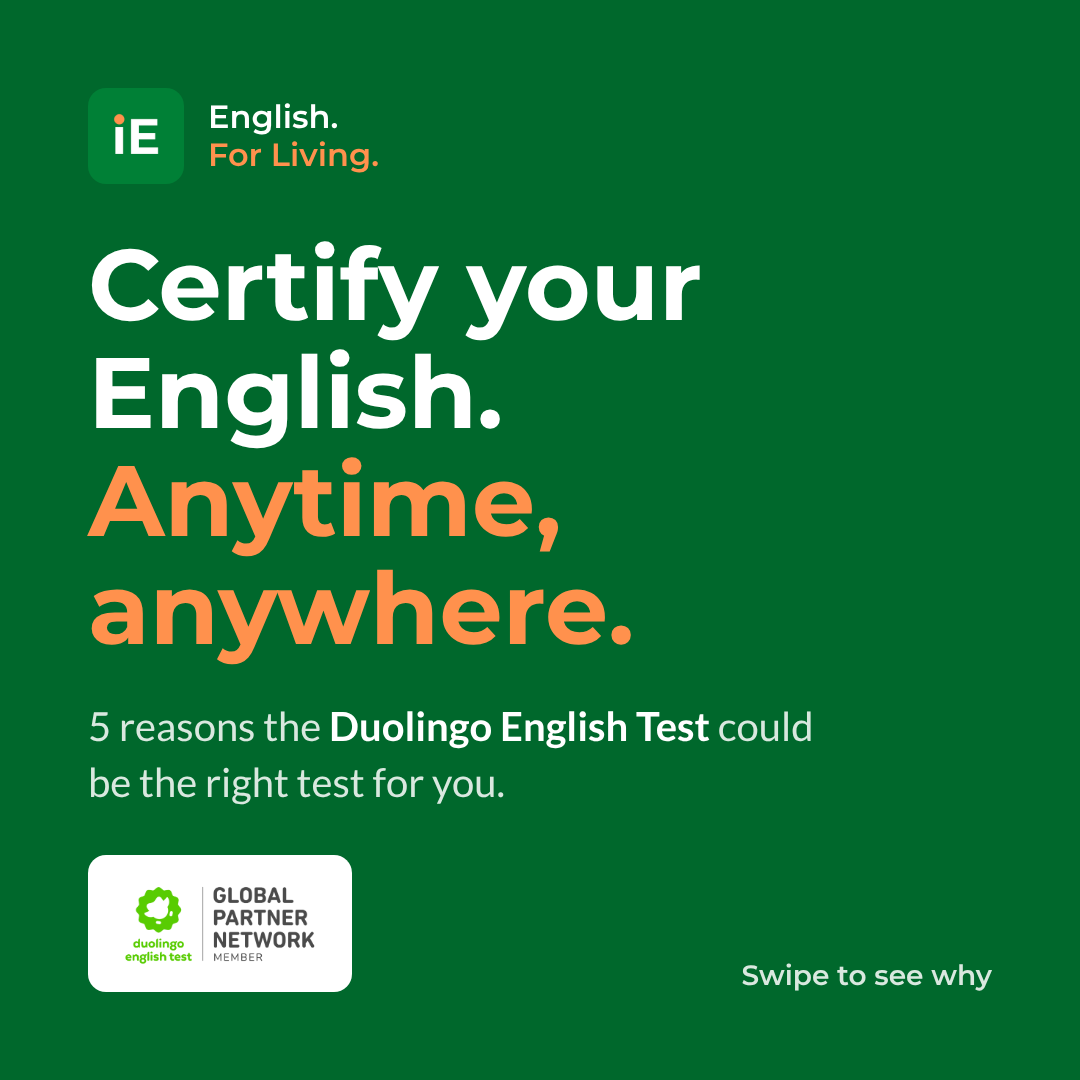 iE
English.
For Living.
Certify your
English.
Anytime,
anywhere.
5 reasons the Duolingo English Test could
be the right test for you.
duolingo
english test
GLOBAL
PARTNER
NETWORK
MEMBER
Swipe to see why